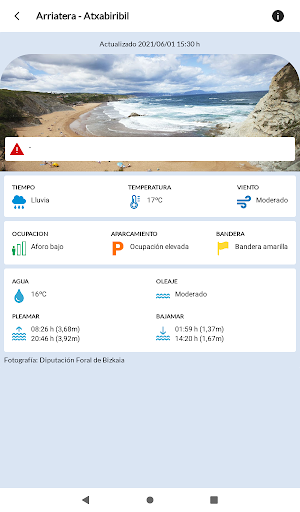 Arriatera - Atxabiribil
Actualizado 2021/06/01 15:30 h
-
TIEMPO
Lluvia
TEMPERATURA
17ºC
VIENTO
Moderado
OCUPACION
Aforo bajo
APARCAMIENTO
Ocupación elevada
BANDERA
Bandera amarilla
AGUA
16ºC
OLEAJE
Moderado
PLEAMAR
08:26 h (3,68m)
20:46 h (3,92m)
BAJAMAR
01:59 h (1,37m)
14:20 h (1,67m)
Fotografía: Diputación Foral de Bizkaia